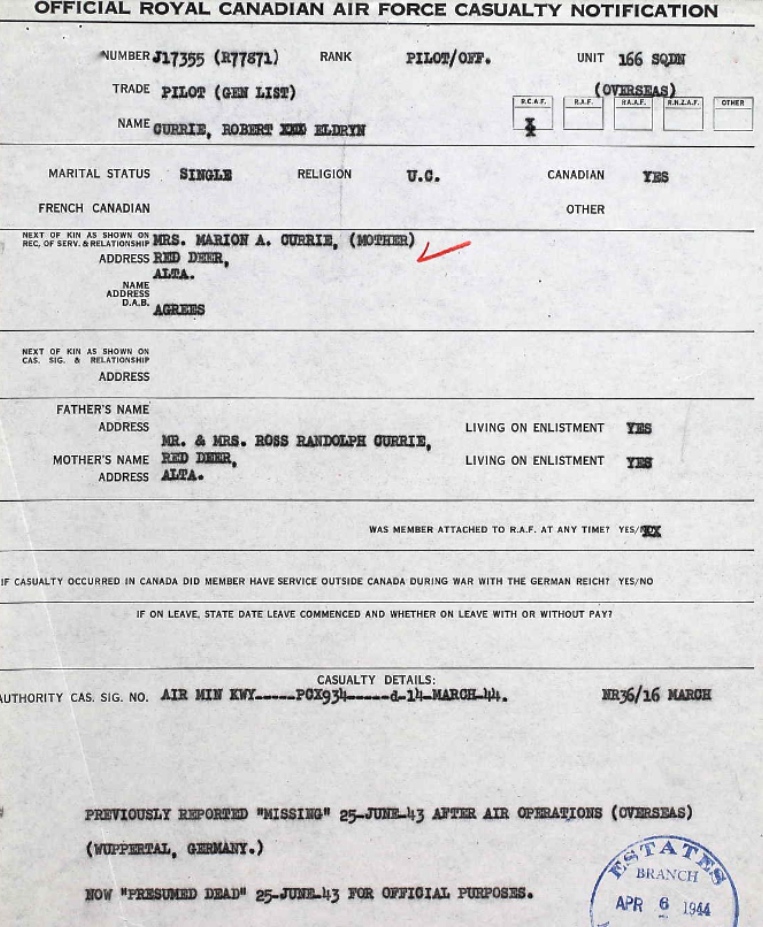 OFFICIAL ROYAL CANADIAN AIR FORCE CASUALTY NOTIFICATION
NUMBER J17355 (R77871) RANK PILOT/OFF. UNIT 166 SQDN
TRADE PILOT (GEN LIST) (OVERSEAS)
R.C.A.F. R.A.F. R.A.A.F. R.N.Z.A.F. OTHER
NAME CURRIE, ROBERT ELDRYN X
MARITAL STATUS SINGLE RELIGION U.C. CANADIAN YES
FRENCH CANADIAN OTHER
NEXT OF KIN AS SHOWN ON
REC. OF SERV. & RELATIONSHIP MRS. MARION A. CURRIE, (MOTHER)
ADDRESS RED DEER,
ALTA.
NAME
ADDRESS
D.A.B. AGREES
NEXT OF KIN AS SHOWN ON
CAS. SIG. & RELATIONSHIP
ADDRESS
FATHER'S NAME
ADDRESS LIVING ON ENLISTMENT YES
MR. & MRS. ROSS RANDOLPH CURRIE,
MOTHER'S NAME RED DEER, LIVING ON ENLISTMENT YES
ADDRESS ALTA.
WAS MEMBER ATTACHED TO R.A.F. AT ANY TIME? YES/XX
IF CASUALTY OCCURRED IN CANADA DID MEMBER HAVE SERVICE OUTSIDE CANADA DURING WAR WITH THE GERMAN REICH? YES/NO
IF ON LEAVE, STATE DATE LEAVE COMMENCED AND WHETHER ON LEAVE WITH OR WITHOUT PAY?
CASUALTY DETAILS:
AUTHORITY CAS. SIG. NO. AIR MIN KWY-----PCX934-----d-14-MARCH-44. NR36/16 MARCH
PREVIOUSLY REPORTED "MISSING" 25-JUNE-43 AFTER AIR OPERATIONS (OVERSEAS)
(WUPPERTAL, GERMANY.)
NOW "PRESUMED DEAD" 25-JUNE-43 FOR OFFICIAL PURPOSES.
ESTATES
BRANCH
APR 6 1944